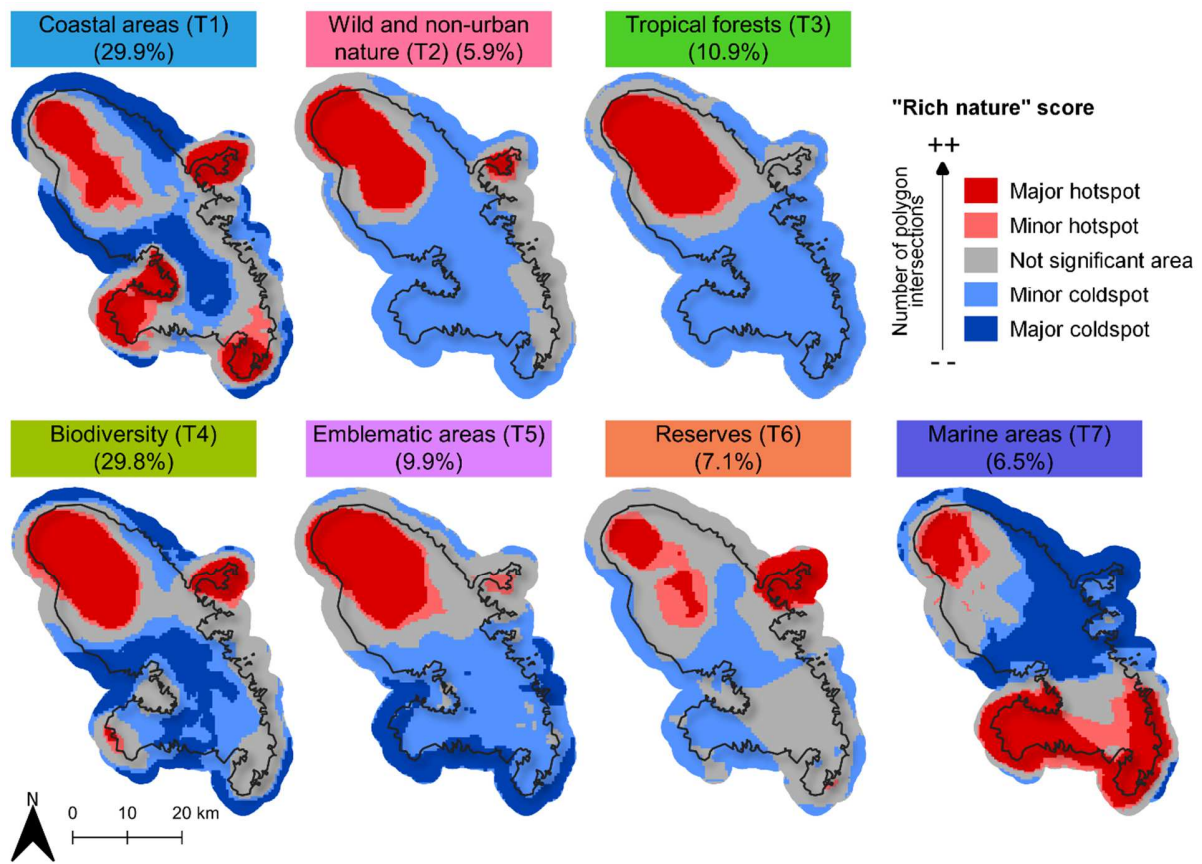 Coastal areas (T1)
(29.9%)
Wild and non-urban
nature (T2) (5.9%)
Tropical forests (T3)
(10.9%)
"Rich nature" score
++
Number of polygon
intersections
- -
Major hotspot
Minor hotspot
Not significant area
Minor coldspot
Major coldspot
Biodiversity (T4)
(29.8%)
Emblematic areas (T5)
(9.9%)
Reserves (T6)
(7.1%)
Marine areas (T7)
(6.5%)
N
0 10 20 km